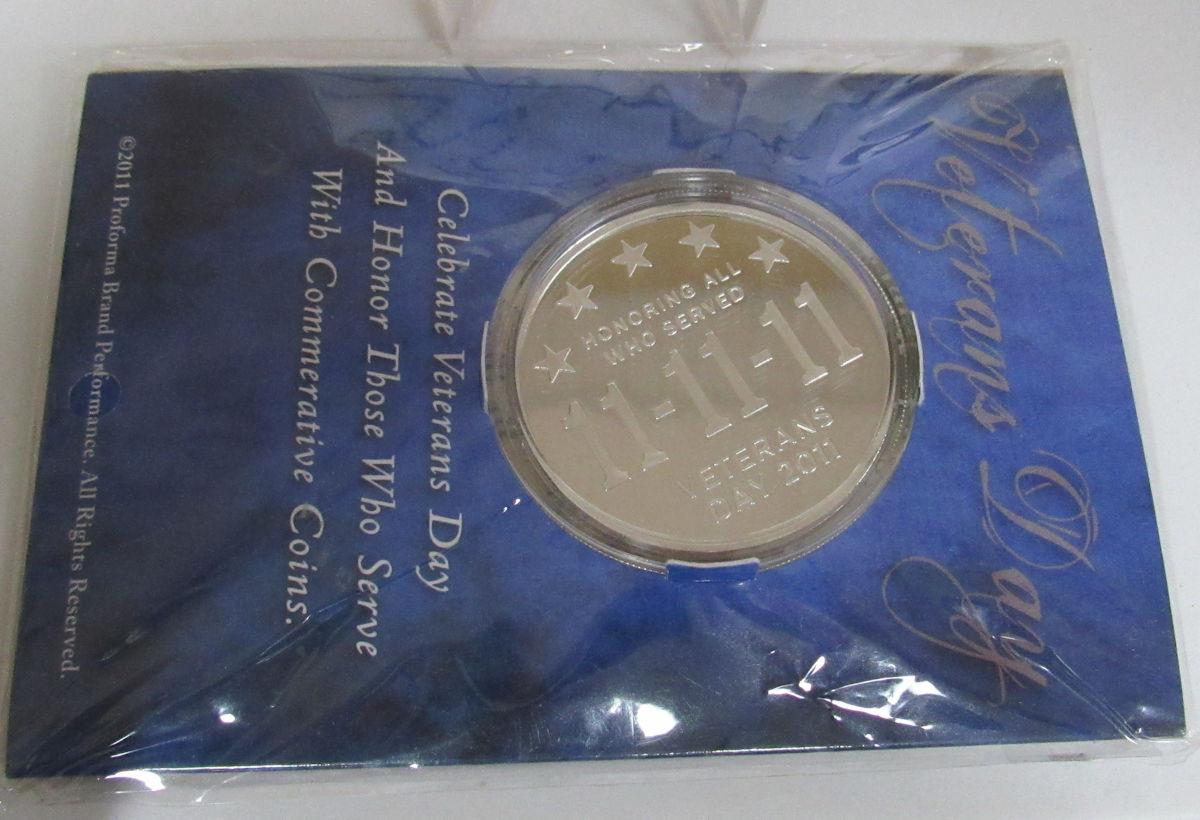 Veterans Day
HONORING ALL
WHO SERVED
11-11-11
VETERANS
DAY 2011
Celebrate Veterans Day
And Honor Those Who Serve
With Commerative Coins.
©2011 Proforma Brand Performance. All Rights Reserved.